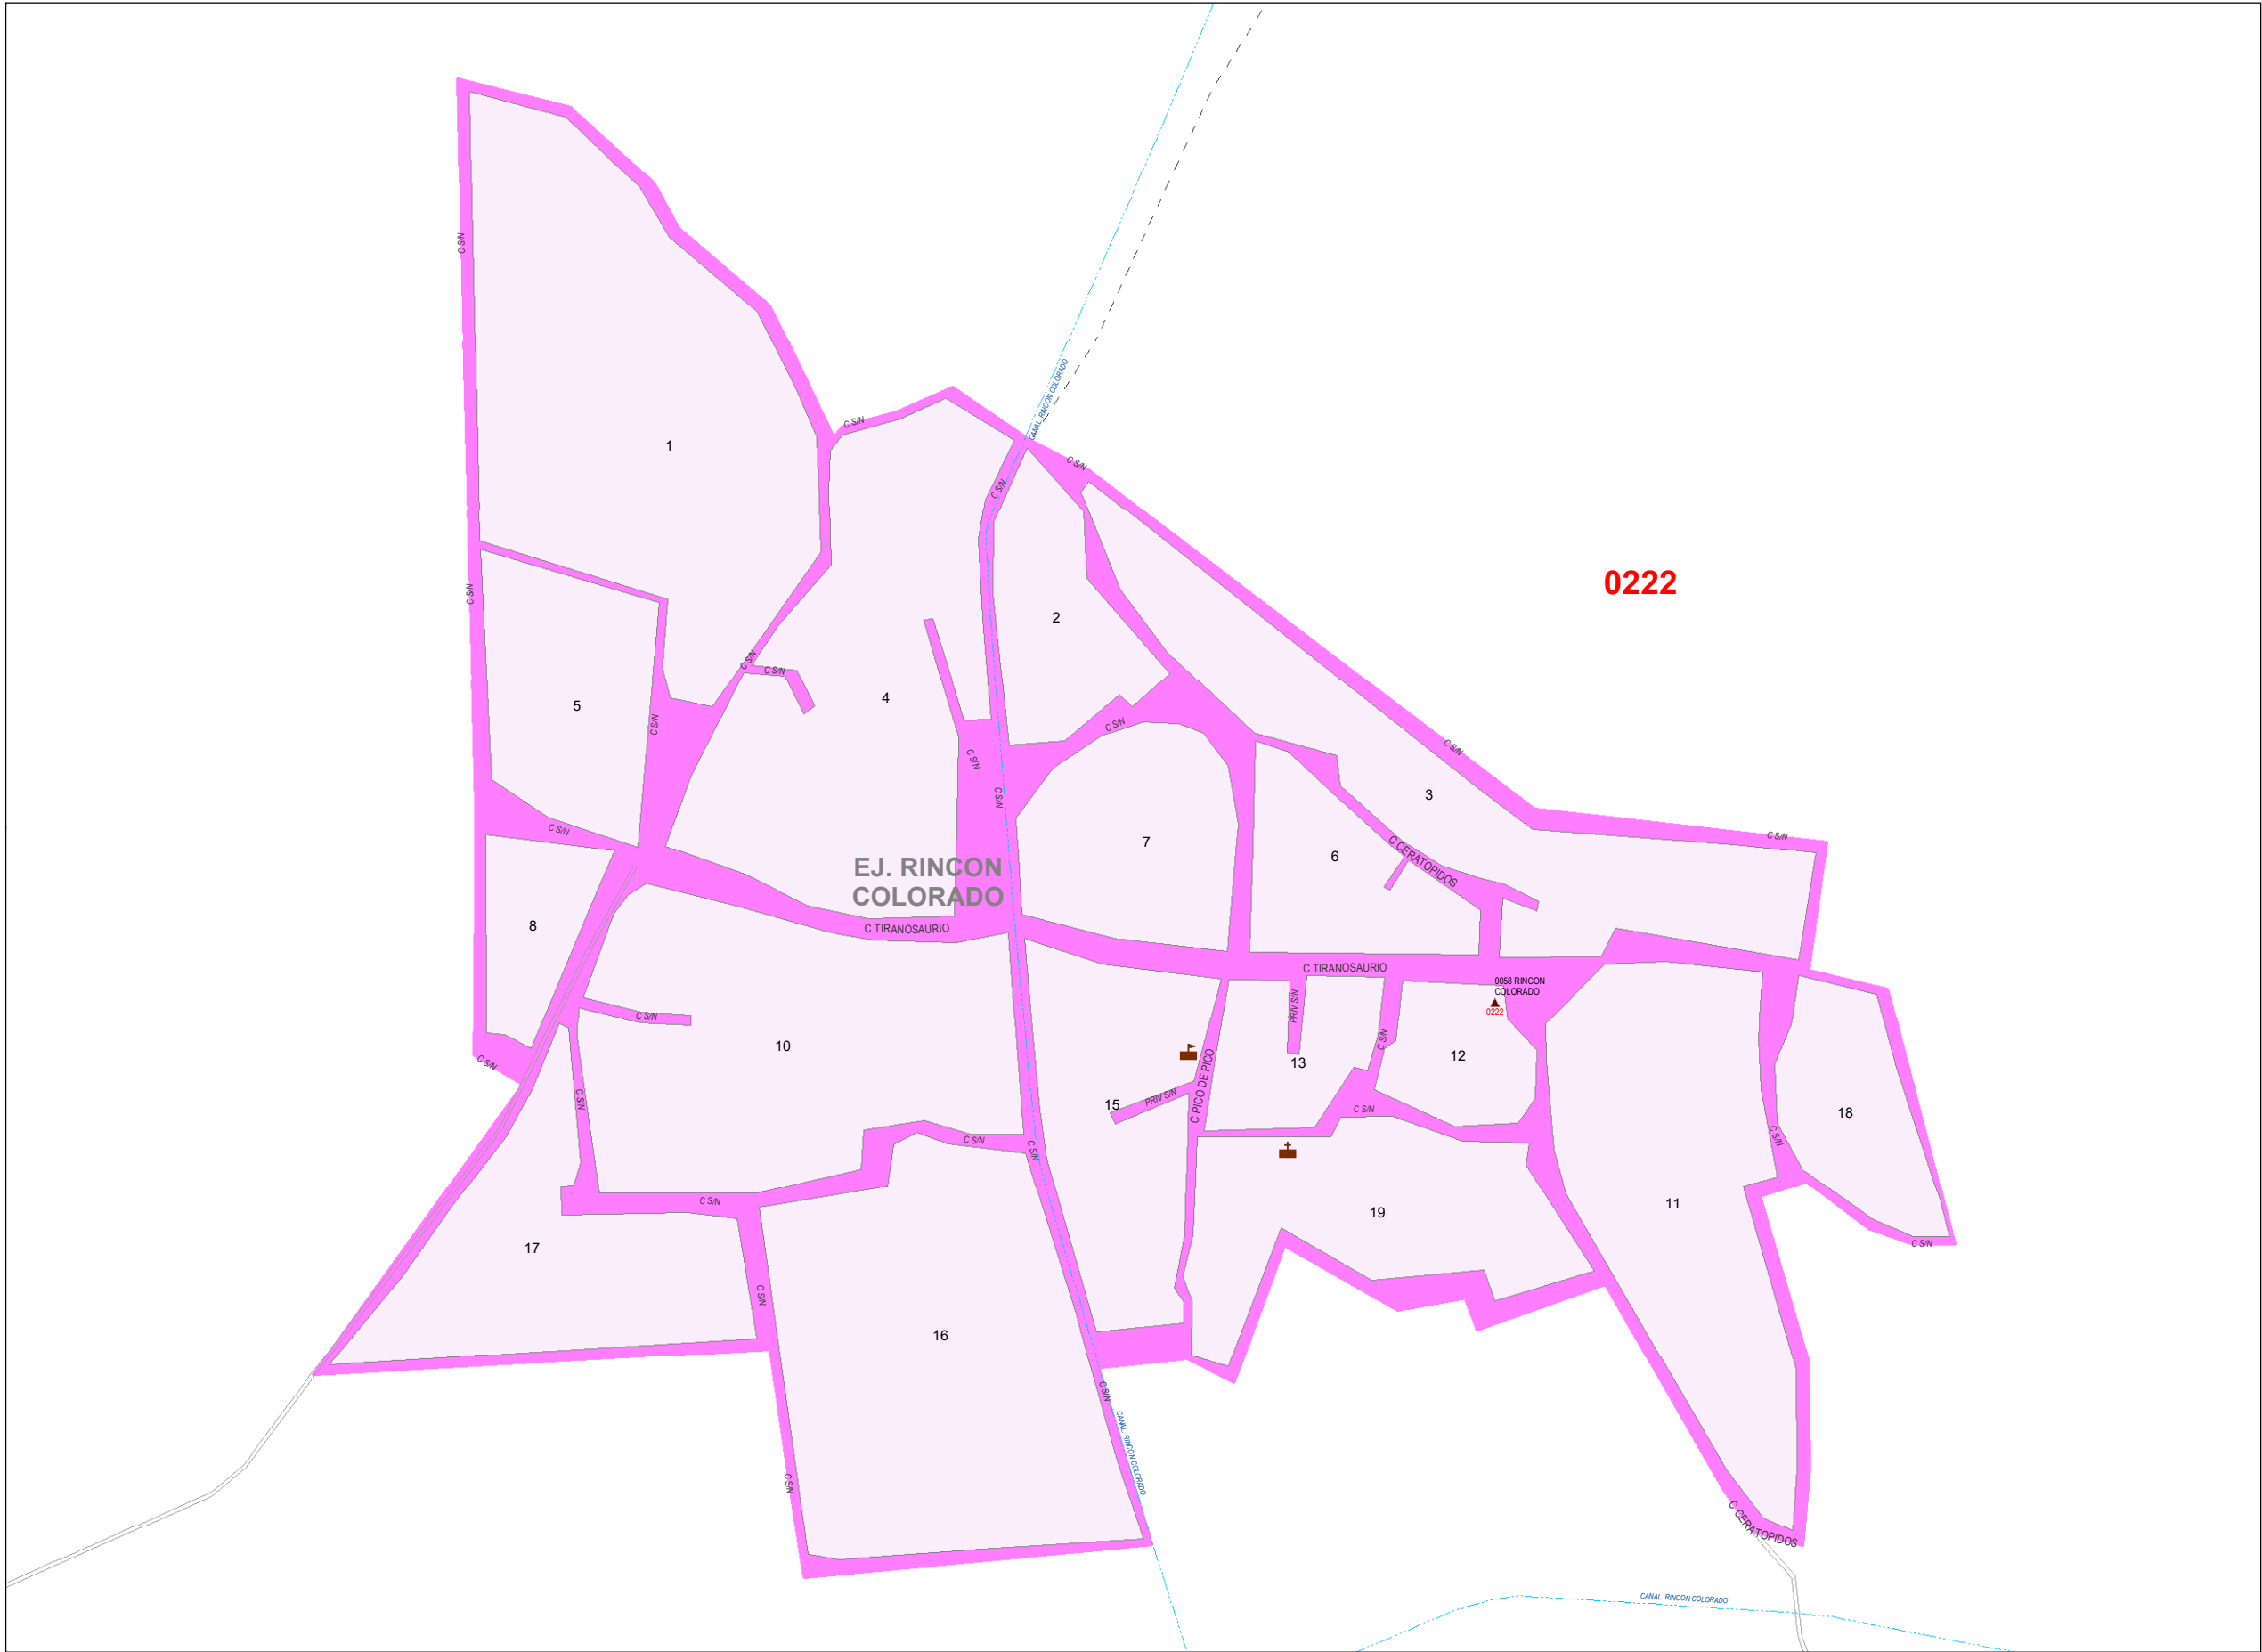 C S/N
CANAL. RINCON COLORADO
C S/N
1
C S/N
C S/N
0222
C S/N
2
C S/N
C S/N
4
5
C S/N
C S/N
C S/N
C S/N
C S/N
3
C S/N
C S/N
7
C CERATOPIDOS
6
EJ. RINCON
COLORADO
8
C TIRANOSAURIO
C TIRANOSAURIO
0058 RINCON
COLORADO
0222
PRIV S/N
C S/N
C S/N
10
C S/N
12
13
C S/N
C PICO DE PICO
PRIV S/N
15
C S/N
C S/N
18
C S/N
C S/N
C S/N
C S/N
11
19
17
C S/N
C S/N
16
C S/N
CANAL. RINCON COLORADO
C S/N
C CERATOPIDOS
CANAL. RINCON COLORADO